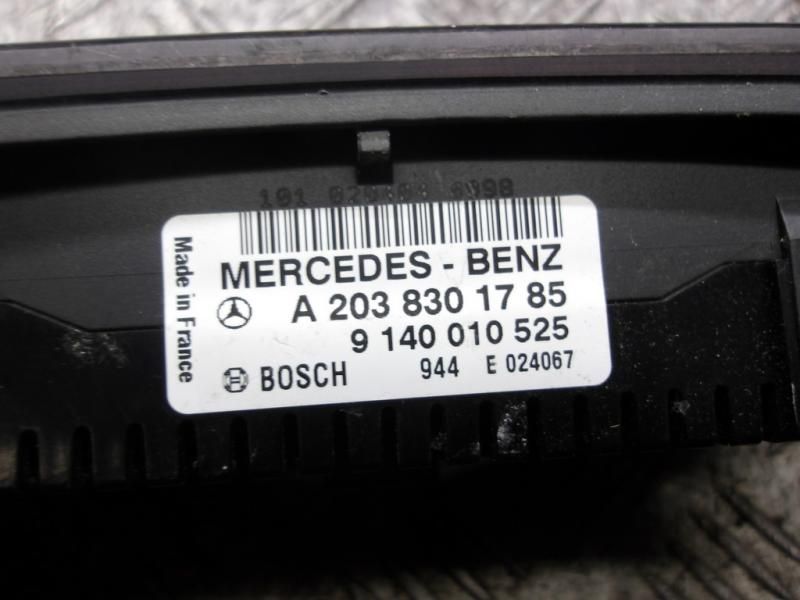 Made in France
MERCEDES - BENZ
A 203 830 17 85
9 140 010 525
BOSCH 944 E 024067